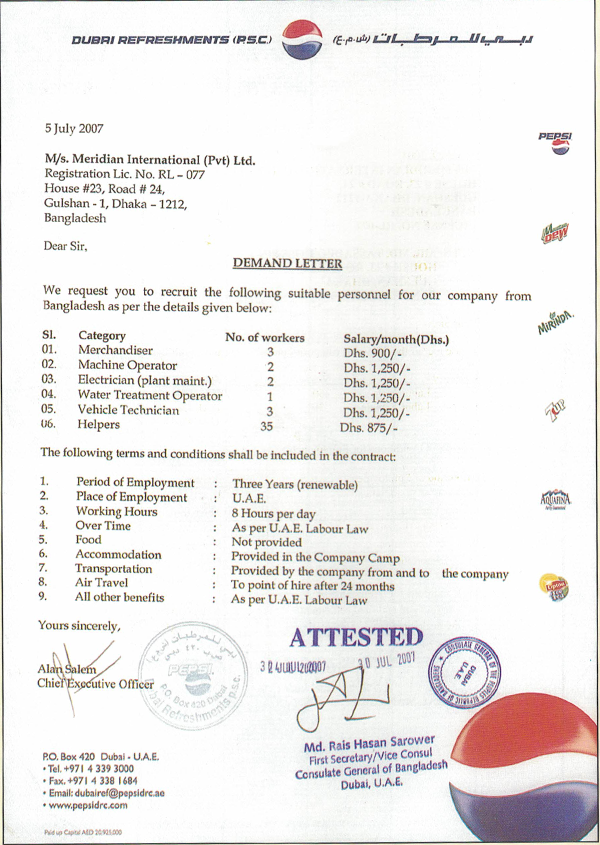 DUBAI REFRESHMENTS (P.S.C.) دبي للمرطبات (ش.م.ع)
5 July 2007
PEPSI
M/s. Meridian International (Pvt) Ltd.
Registration Lic. No. RL – 077
House #23, Road # 24,
Gulshan - 1, Dhaka – 1212,
Bangladesh
Mountain Dew
Dear Sir,
DEMAND LETTER
We request you to recruit the following suitable personnel for our company from
Bangladesh as per the details given below:
MIRINDA
Sl. Category No. of workers Salary/month(Dhs.)
01. Merchandiser 3 Dhs. 900/-
02. Machine Operator 2 Dhs. 1,250/-
03. Electrician (plant maint.) 2 Dhs. 1,250/-
04. Water Treatment Operator 1 Dhs. 1,250/-
05. Vehicle Technician 3 Dhs. 1,250/-
06. Helpers 35 Dhs. 875/-
7UP
The following terms and conditions shall be included in the contract:
1. Period of Employment : Three Years (renewable)
2. Place of Employment : U.A.E.
3. Working Hours : 8 Hours per day
4. Over Time : As per U.A.E. Labour Law
5. Food : Not provided
6. Accommodation : Provided in the Company Camp
7. Transportation : Provided by the company from and to the company
8. Air Travel : To point of hire after 24 months
9. All other benefits : As per U.A.E. Labour Law
AQUAFINA
Lipton
Yours sincerely,
Alan Salem
Chief Executive Officer
PEPSI
P.O. Box 420 Dubai
Dubai Refreshments p.s.c.
ATTESTED
30 JUL 2007
CONSULATE GENERAL OF THE PEOPLES REPUBLIC OF BANGLADESH
DUBAI
U.A.E.
Md. Rais Hasan Sarower
First Secretary/Vice Consul
Consulate General of Bangladesh
Dubai, U.A.E.
P.O. Box 420 Dubai - U.A.E.
• Tel. +971 4 339 3000
• Fax. +971 4 338 1684
• Email: dubairef@pepsidrc.ae
• www.pepsidrc.com
Paid up Capital AED 20,925,000